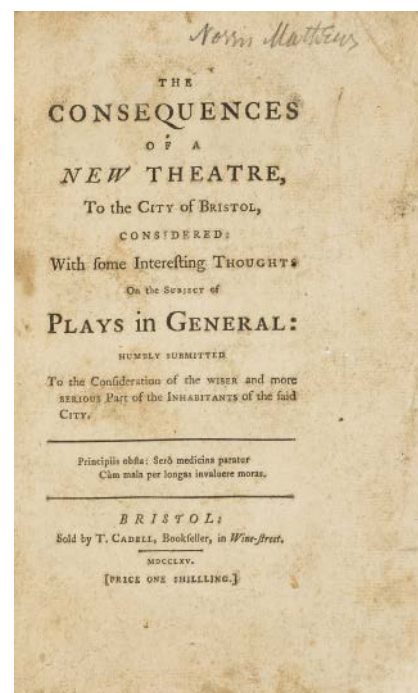 Norris Mathews
THE
CONSEQUENCES
OF A
NEW THEATRE,
To the CITY of BRISTOL,
CONSIDERED:
With ſome Intereſting THOUGHTS
On the SUBJECT of
PLAYS in GENERAL:
HUMBLY SUBMITTED
To the Conſideration of the WISER and more
SERIOUS Part of the INHABITANTS of the ſaid
CITY.
Principiis obſta: Serò medicina paratur
Cùm mala per longas invaluere moras.
BRISTOL:
Sold by T. CADELL, Bookſeller, in Wine-ſtreet.
MDCCLXV.
[PRICE ONE SHILLLING.]